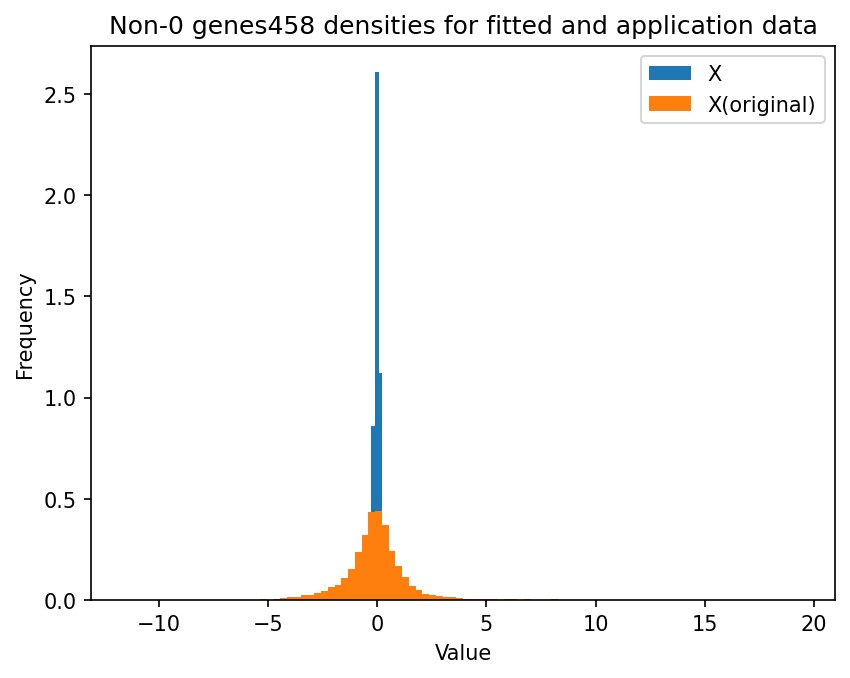 Non-0 genes458 densities for fitted and application data
X
X(original)
2.5
2.0
1.5
1.0
0.5
0.0
Frequency
−10
−5
0
5
10
15
20
Value